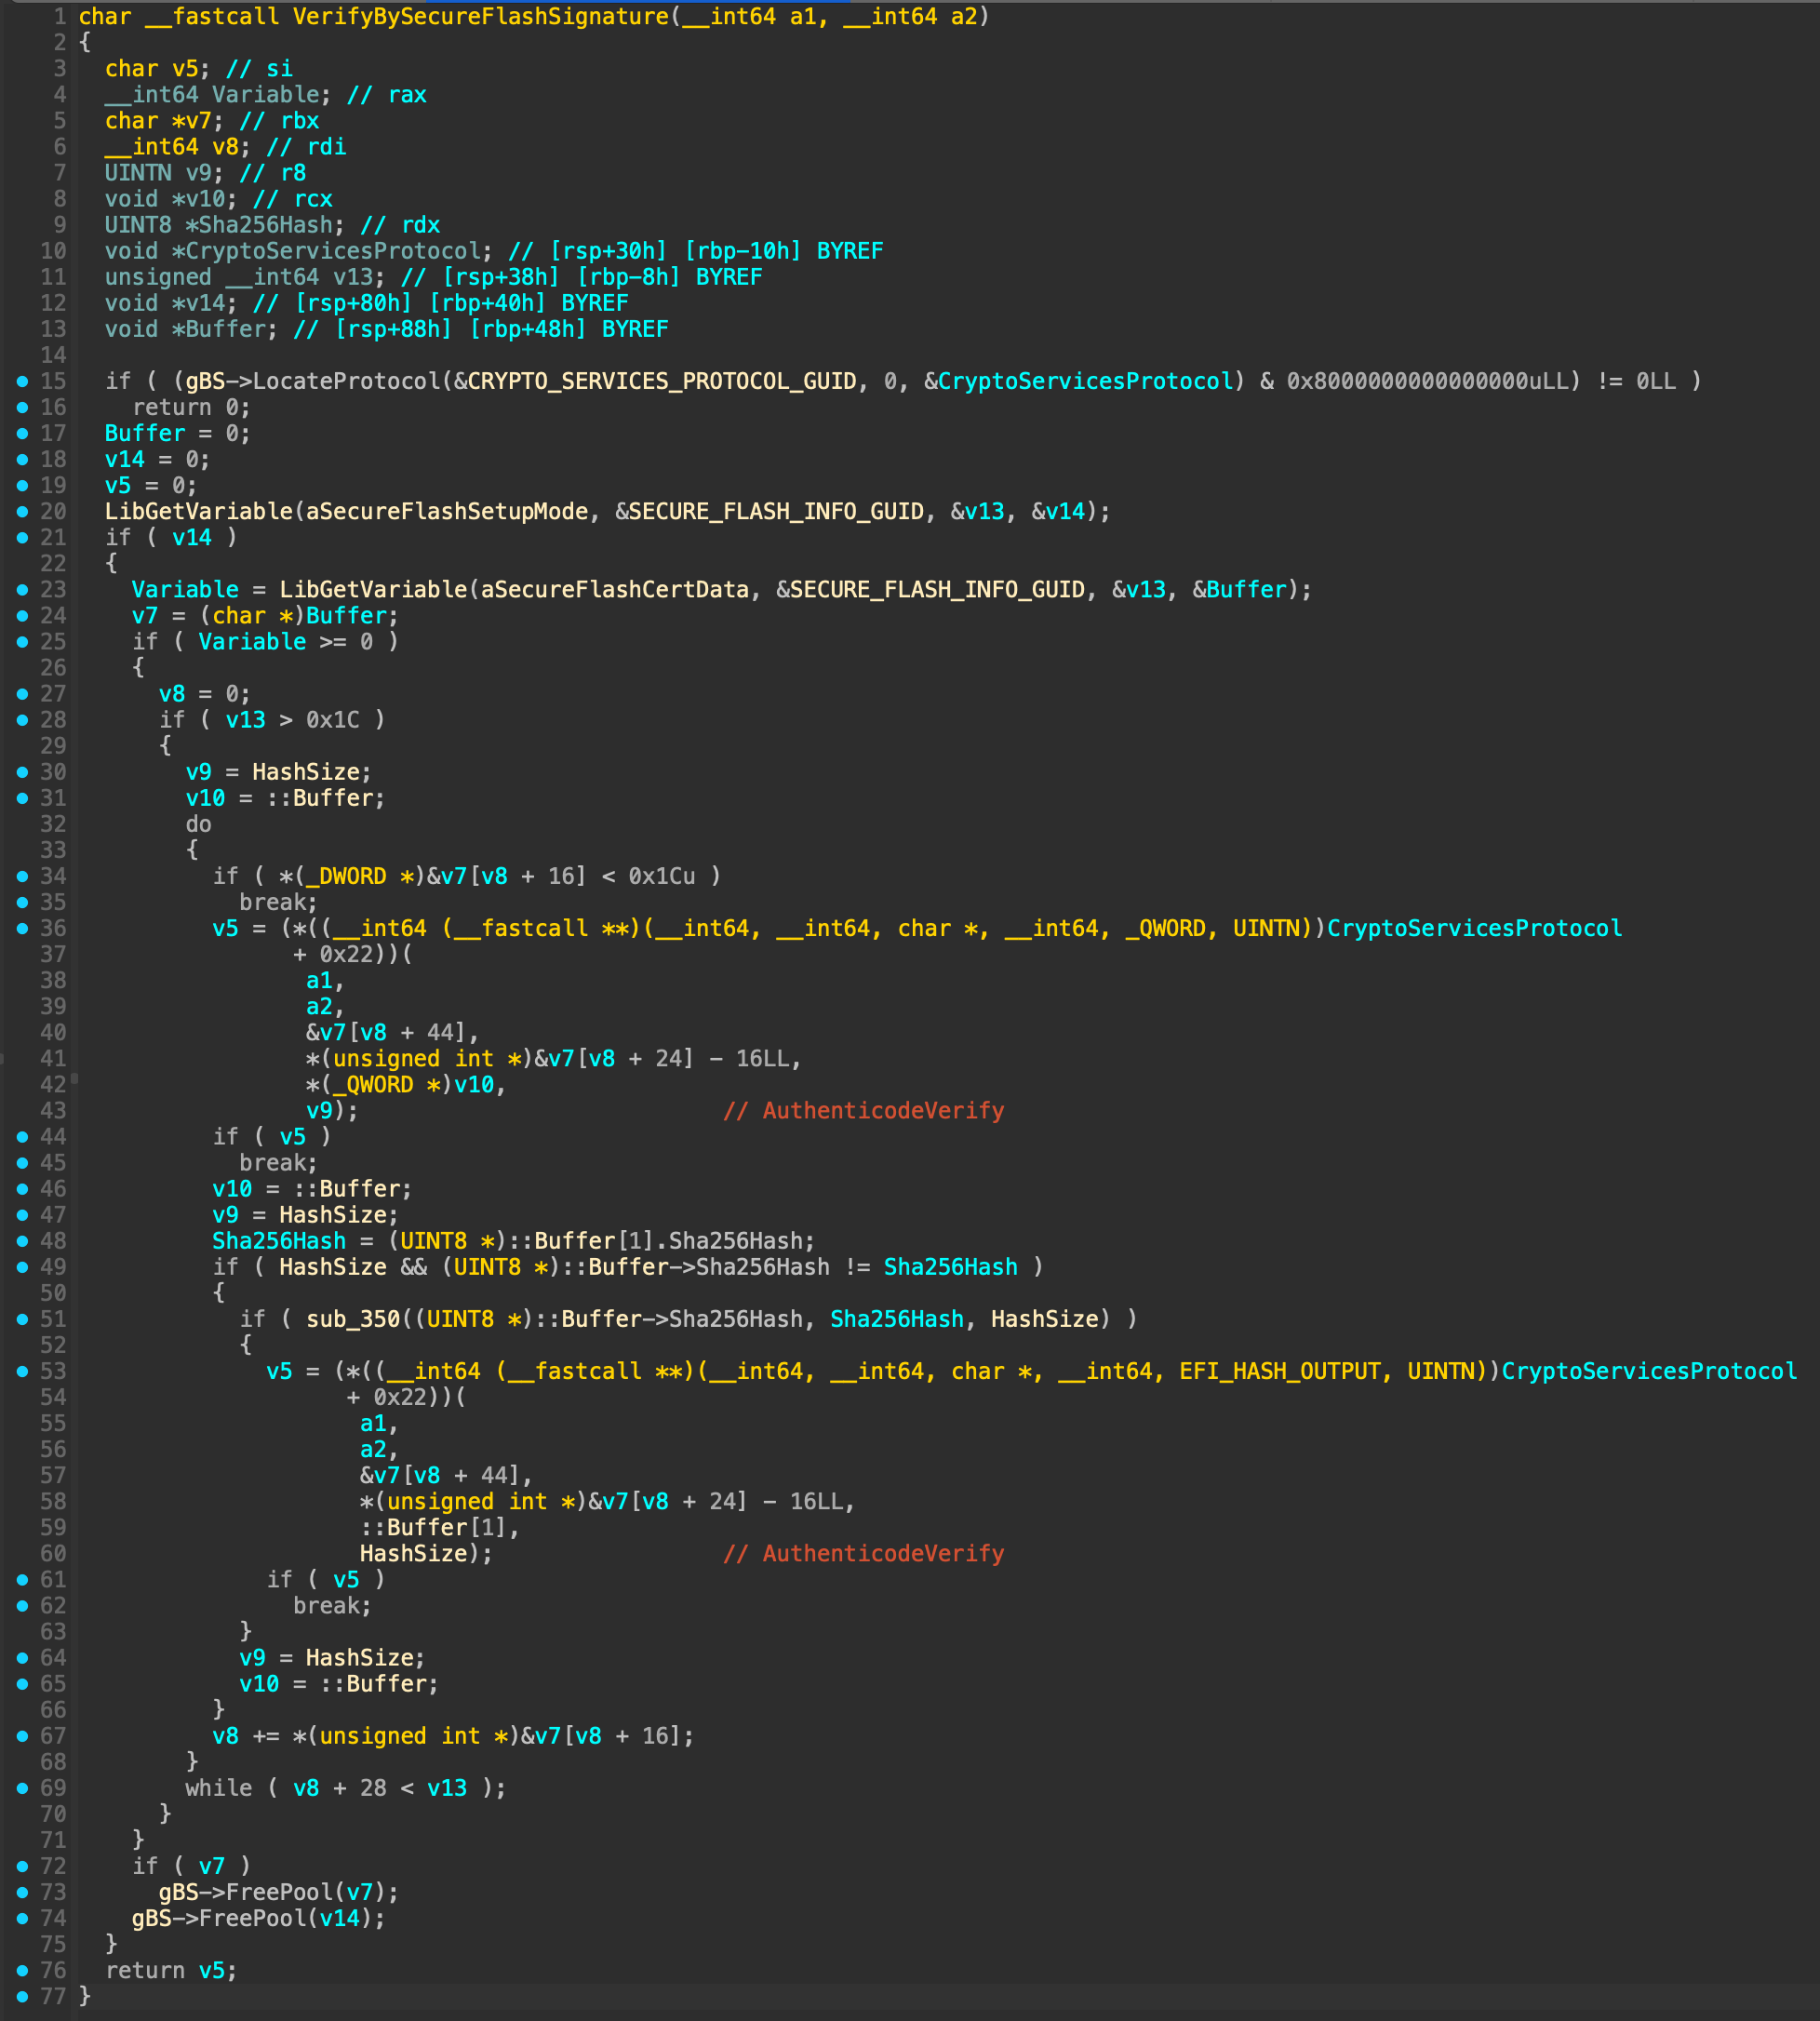 1 char __fastcall VerifyBySecureFlashSignature(__int64 a1, __int64 a2)
2 {
3   char v5; // si
4   __int64 Variable; // rax
5   char *v7; // rbx
6   __int64 v8; // rdi
7   UINTN v9; // r8
8   void *v10; // rcx
9   UINT8 *Sha256Hash; // rdx
10   void *CryptoServicesProtocol; // [rsp+30h] [rbp-10h] BYREF
11   unsigned __int64 v13; // [rsp+38h] [rbp-8h] BYREF
12   void *v14; // [rsp+80h] [rbp+40h] BYREF
13   void *Buffer; // [rsp+88h] [rbp+48h] BYREF
14
15   if ( (gBS->LocateProtocol(&CRYPTO_SERVICES_PROTOCOL_GUID, 0, &CryptoServicesProtocol) & 0x8000000000000000uLL) != 0LL )
16     return 0;
17   Buffer = 0;
18   v14 = 0;
19   v5 = 0;
20   LibGetVariable(aSecureFlashSetupMode, &SECURE_FLASH_INFO_GUID, &v13, &v14);
21   if ( v14 )
22   {
23     Variable = LibGetVariable(aSecureFlashCertData, &SECURE_FLASH_INFO_GUID, &v13, &Buffer);
24     v7 = (char *)Buffer;
25     if ( Variable >= 0 )
26     {
27       v8 = 0;
28       if ( v13 > 0x1C )
29       {
30         v9 = HashSize;
31         v10 = ::Buffer;
32         do
33         {
34           if ( *(_DWORD *)&v7[v8 + 16] < 0x1Cu )
35             break;
36           v5 = (*((__int64 (__fastcall **)(__int64, __int64, char *, __int64, _QWORD, UINTN))CryptoServicesProtocol
37                 + 0x22))(
38                  a1,
39                  a2,
40                  &v7[v8 + 44],
41                  *(unsigned int *)&v7[v8 + 24] - 16LL,
42                  *(_QWORD *)v10,
43                  v9);                           // AuthenticodeVerify
44           if ( v5 )
45             break;
46           v10 = ::Buffer;
47           v9 = HashSize;
48           Sha256Hash = (UINT8 *)::Buffer[1].Sha256Hash;
49           if ( HashSize && (UINT8 *)::Buffer->Sha256Hash != Sha256Hash )
50           {
51             if ( sub_350((UINT8 *)::Buffer->Sha256Hash, Sha256Hash, HashSize) )
52             {
53               v5 = (*((__int64 (__fastcall **)(__int64, __int64, char *, __int64, EFI_HASH_OUTPUT, UINTN))CryptoServicesProtocol
54                     + 0x22))(
55                      a1,
56                      a2,
57                      &v7[v8 + 44],
58                      *(unsigned int *)&v7[v8 + 24] - 16LL,
59                      ::Buffer[1],
60                      HashSize);                 // AuthenticodeVerify
61               if ( v5 )
62                 break;
63             }
64             v9 = HashSize;
65             v10 = ::Buffer;
66           }
67           v8 += *(unsigned int *)&v7[v8 + 16];
68         }
69         while ( v8 + 28 < v13 );
70       }
71     }
72     if ( v7 )
73       gBS->FreePool(v7);
74     gBS->FreePool(v14);
75   }
76   return v5;
77 }